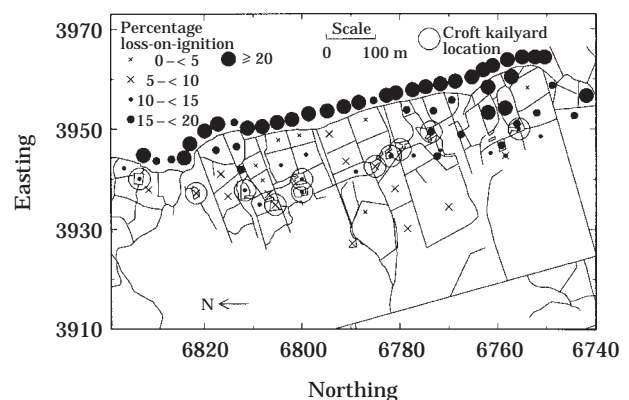 Percentage
loss-on-ignition
0–< 5
≥ 20
5–< 10
10–< 15
15–< 20
Scale
0 100 m
Croft kailyard
location
3970
3950
3930
3910
Easting
N
6820 6800 6780 6760 6740
Northing